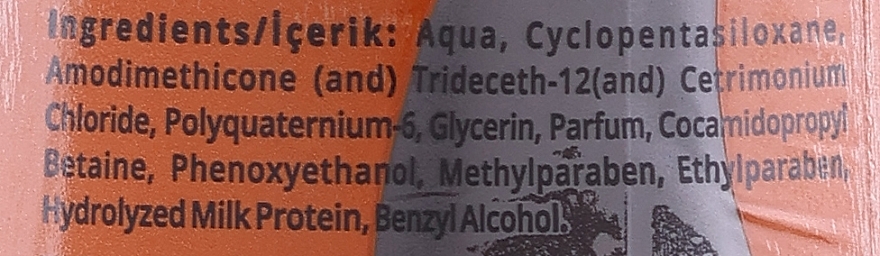 Ingredients/İçerik: Aqua, Cyclopentasiloxane,
Amodimethicone (and) Trideceth-12(and) Cetrimonium
Chloride, Polyquaternium-6, Glycerin, Parfum, Cocamidopropyl
Betaine, Phenoxyethanol, Methylparaben, Ethylparaben,
Hydrolyzed Milk Protein, Benzyl Alcohol.